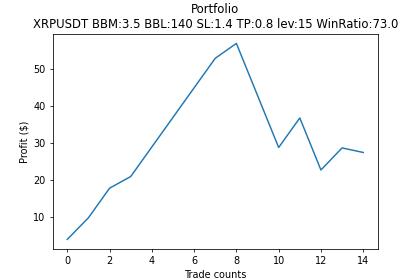 Portfolio
XRPUSDT BBM:3.5 BBL:140 SL:1.4 TP:0.8 lev:15 WinRatio:73.0
Profit ($)
50
40
30
20
10
0 2 4 6 8 10 12 14
Trade counts